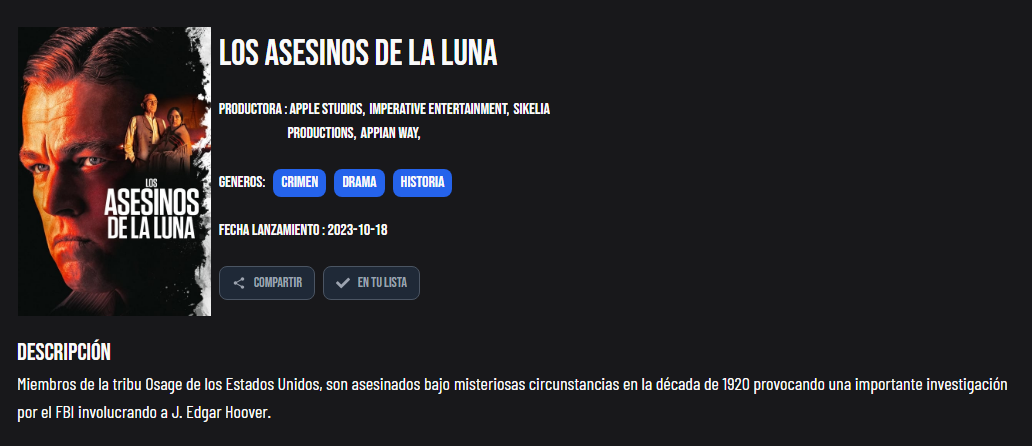 LOS ASESINOS DE LA LUNA
PRODUCTORA : APPLE STUDIOS, IMPERATIVE ENTERTAINMENT, SIKELIA
PRODUCTIONS, APPIAN WAY,
GENEROS: CRIMEN DRAMA HISTORIA
FECHA LANZAMIENTO : 2023-10-18
COMPARTIR EN TU LISTA
LOS
ASESINOS
DE LA LUNA
DESCRIPCIÓN
Miembros de la tribu Osage de los Estados Unidos, son asesinados bajo misteriosas circunstancias en la década de 1920 provocando una importante investigación
por el FBI involucrando a J. Edgar Hoover.